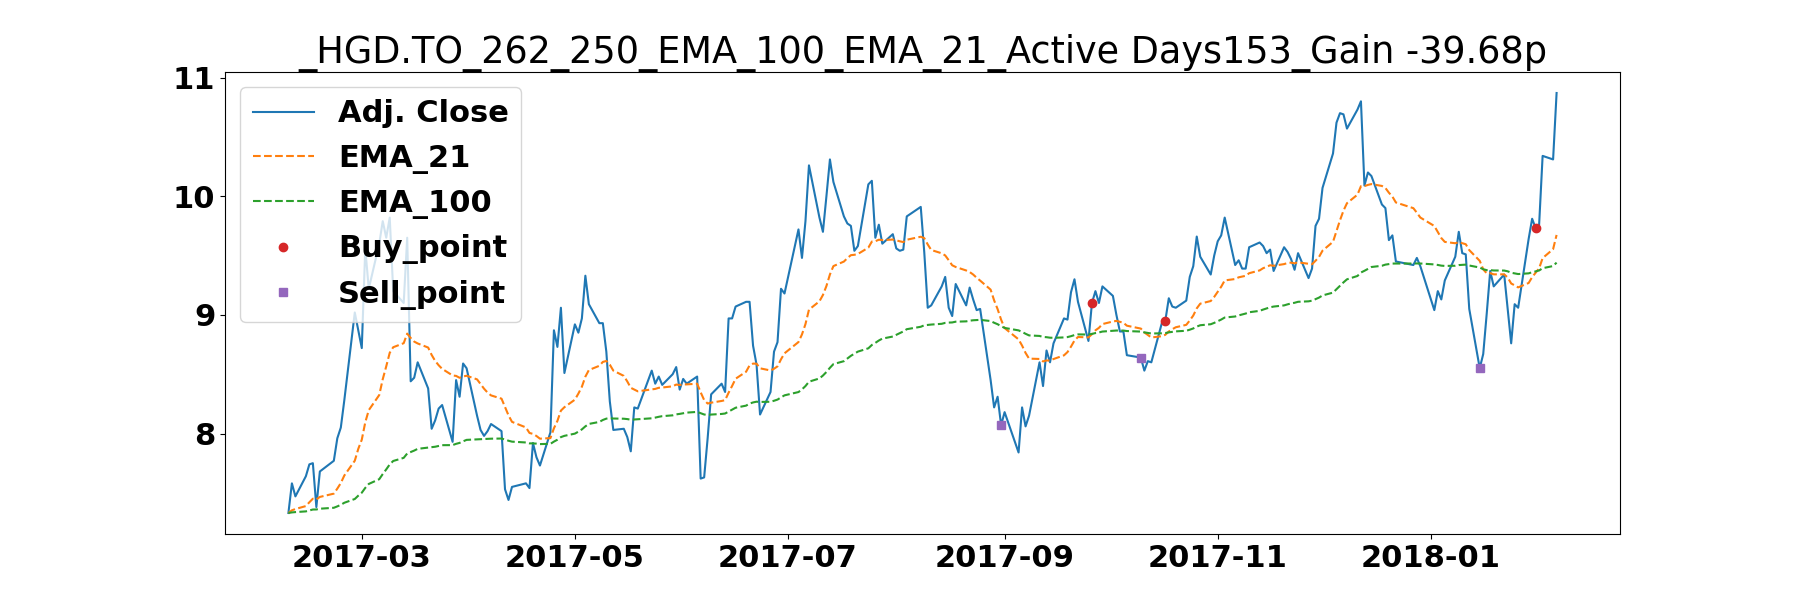 _HGD.TO_262_250_EMA_100_EMA_21_Active Days153_Gain -39.68p
11
10
9
8
Adj. Close
EMA_21
EMA_100
Buy_point
Sell_point
2017-03 2017-05 2017-07 2017-09 2017-11 2018-01